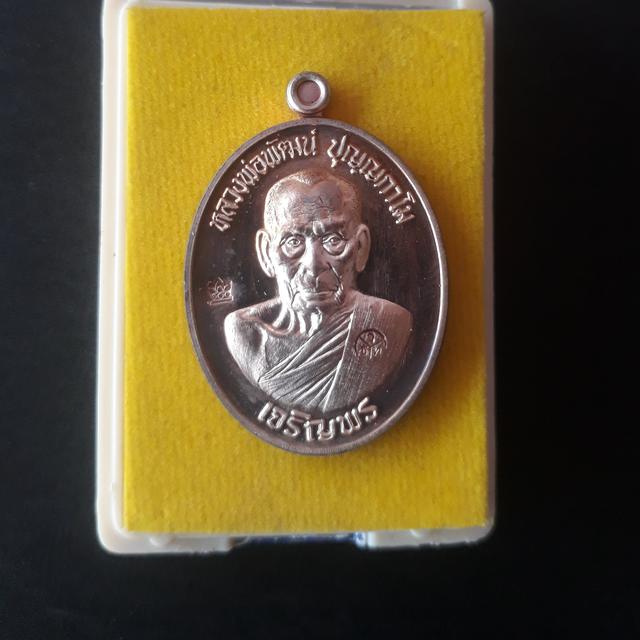 หลวงพ่อพัฒน์ ปุญญกาโม
เจริญพร